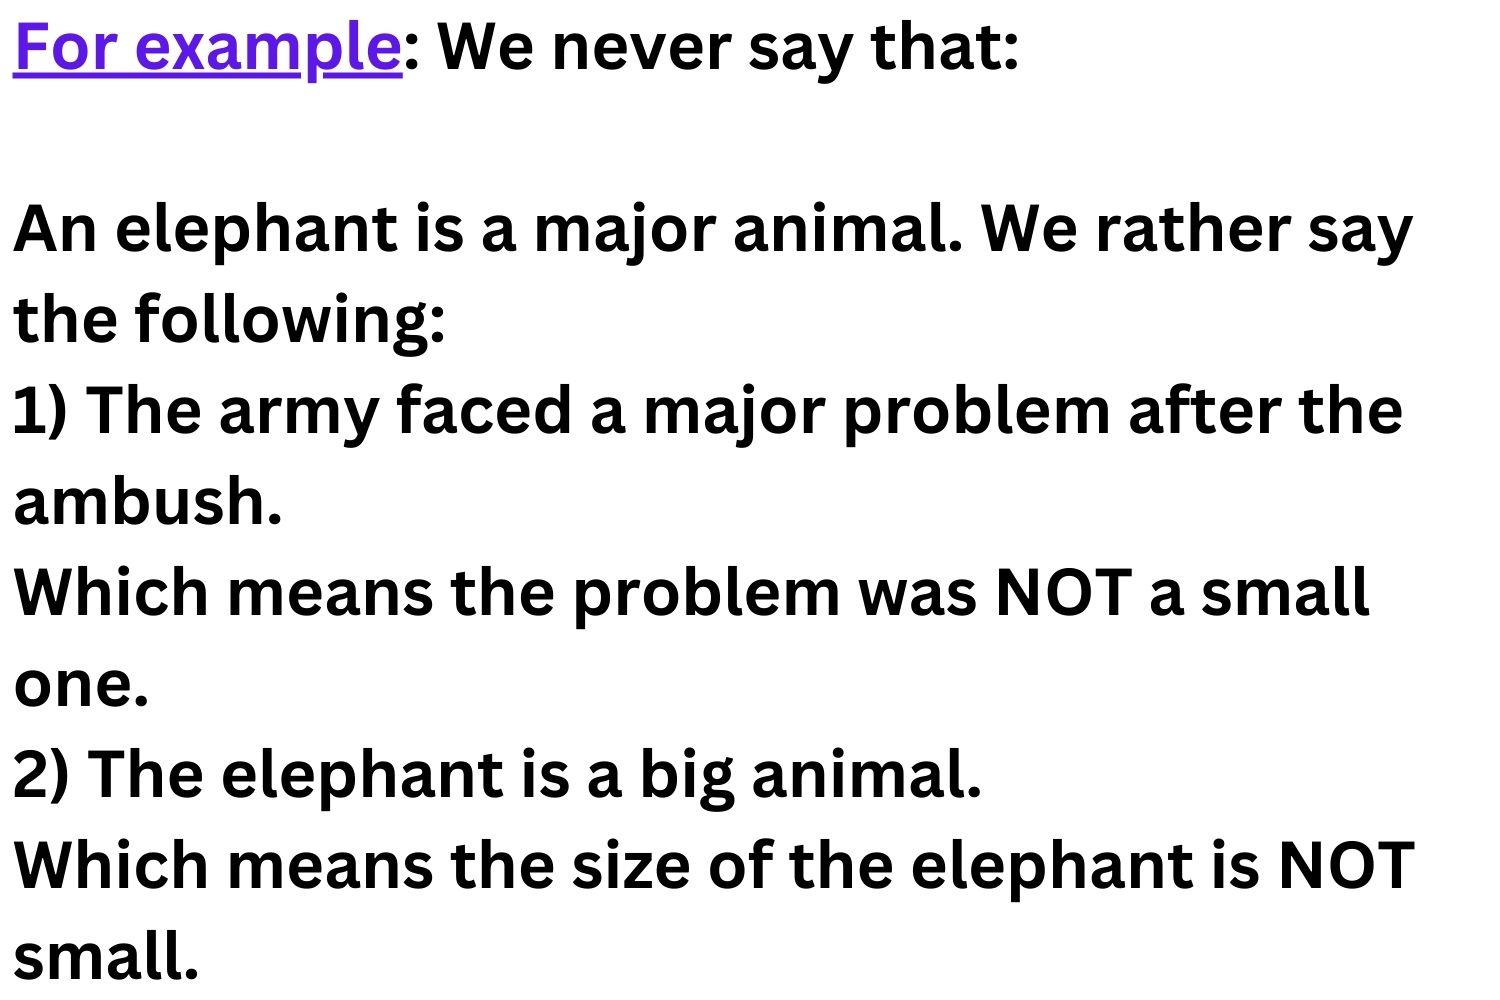 For example: We never say that:
An elephant is a major animal. We rather say
the following:
1) The army faced a major problem after the
ambush.
Which means the problem was NOT a small
one.
2) The elephant is a big animal.
Which means the size of the elephant is NOT
small.